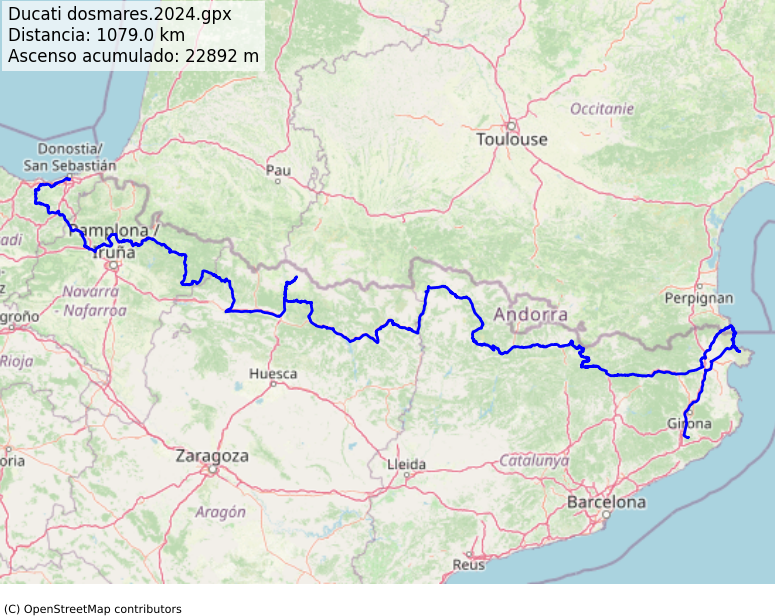 Ducati dosmares.2024.gpx
Distancia: 1079.0 km
Ascenso acumulado: 22892 m
Occitanie
Toulouse
Donostia/
San Sebastián
Pau
Pamplona /
Iruña
adi
z
Navarra
- Nafarroa
groño
Rioja
Andorra
Perpignan
Huesca
Girona
oria
Zaragoza
Lleida
Catalunya
Aragón
Barcelona
Reus
(C) OpenStreetMap contributors